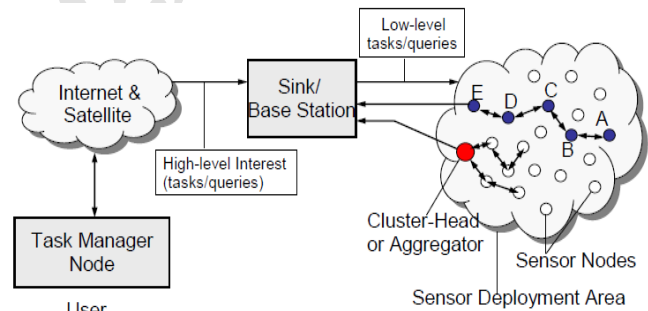 Low-level
tasks/queries
Internet &
Satellite
Sink/
Base Station
E
D
C
B
A
High-level Interest
(tasks/queries)
Cluster-Head
or Aggregator
Sensor Nodes
Task Manager
Node
User
Sensor Deployment Area